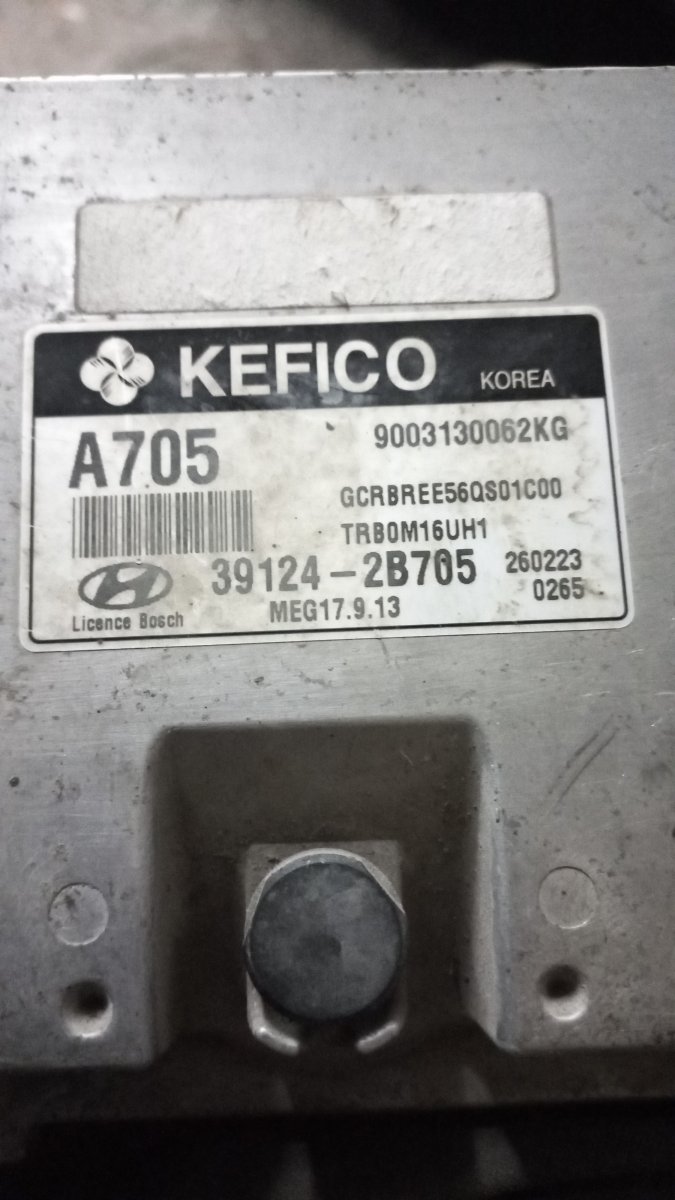 KEFICO KOREA
A705 9003130062KG
GCRBREE56QS01C00
TRB0M16UH1
39124-2B705 260223
Licence Bosch MEG17.9.13 0265